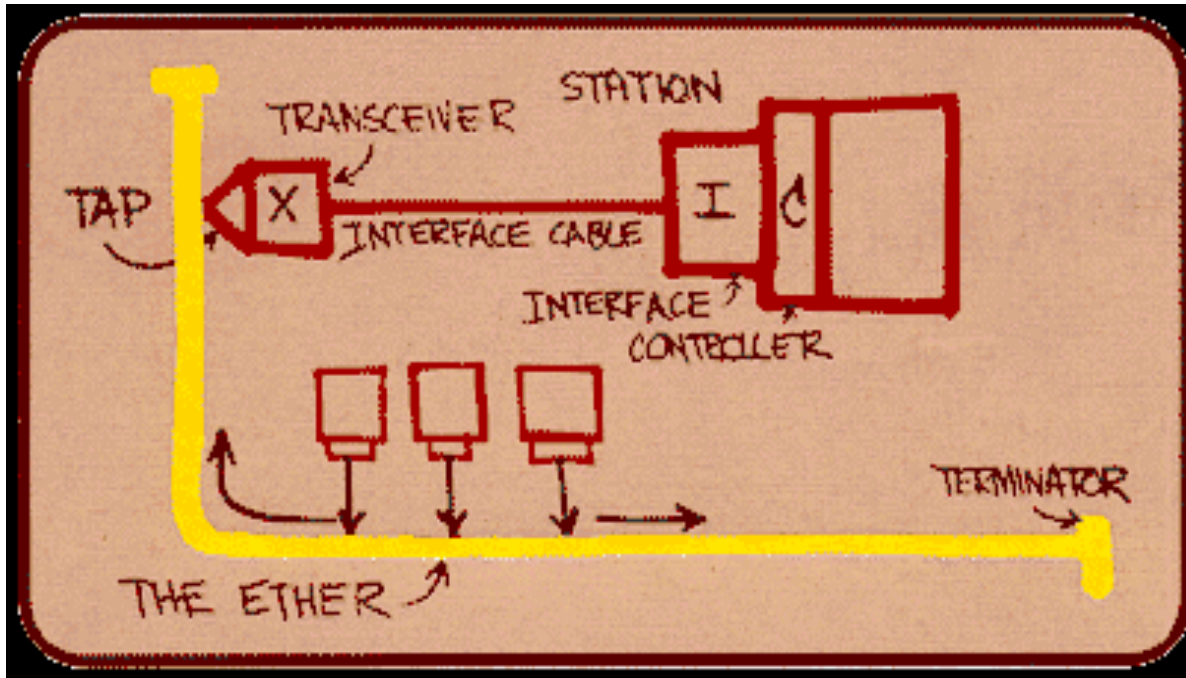 STATION
TRANSCEIVER
TAP
X
I
C
INTERFACE CABLE
INTERFACE
CONTROLLER
TERMINATOR
THE ETHER